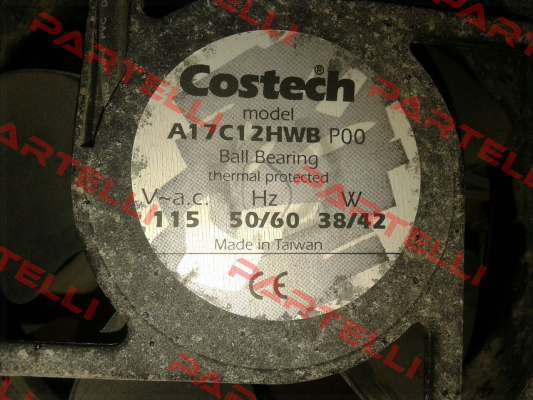 Costech®
model
A17C12HWB P00
Ball Bearing
thermal protected
V~a.c. Hz W
115 50/60 38/42
Made in Taiwan
CE
PARTELLI
PARTELLI
PARTELLI
PARTELLI
PARTELLI
PARTELLI